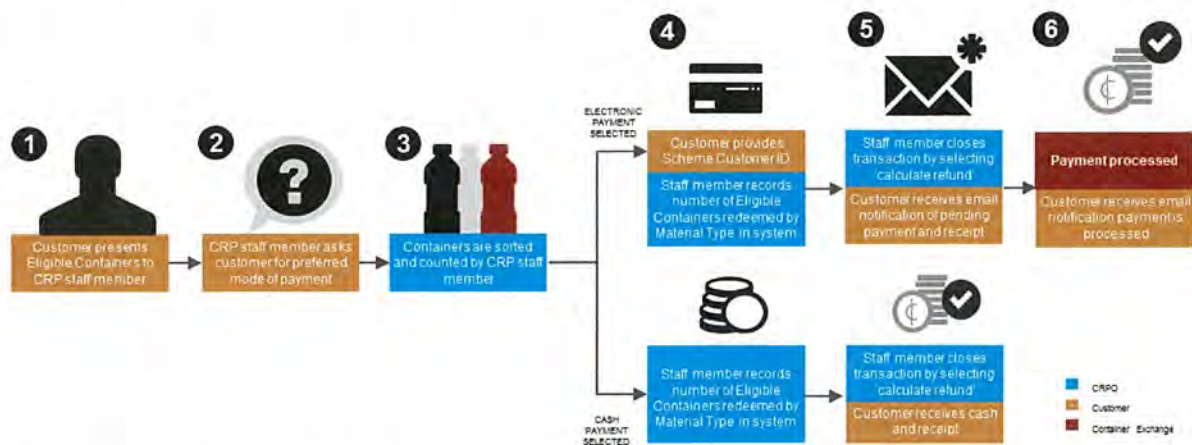 1
Customer presents
Eligible Containers to
CRP staff member
2
?
CRP staff member asks
customer for preferred
mode of payment
3
Containers are sorted
and counted by CRP staff
member
ELECTRONIC
PAYMENT
SELECTED
4
Customer provides
Scheme Customer ID
Staff member records
number of Eligible
Containers redeemed by
Material Type in system
5
Staff member closes
transaction by selecting
'calculate refund'
Customer receives email
notification of pending
payment and receipt
6
¢
Payment processed
Customer receives email
notification payment is
processed
CASH
PAYMENT
SELECTED
Staff member records
number of Eligible
Containers redeemed by
Material Type in system
¢
Staff member closes
transaction by selecting
'calculate refund'
Customer receives cash
and receipt
CRPO
Customer
Container Exchange